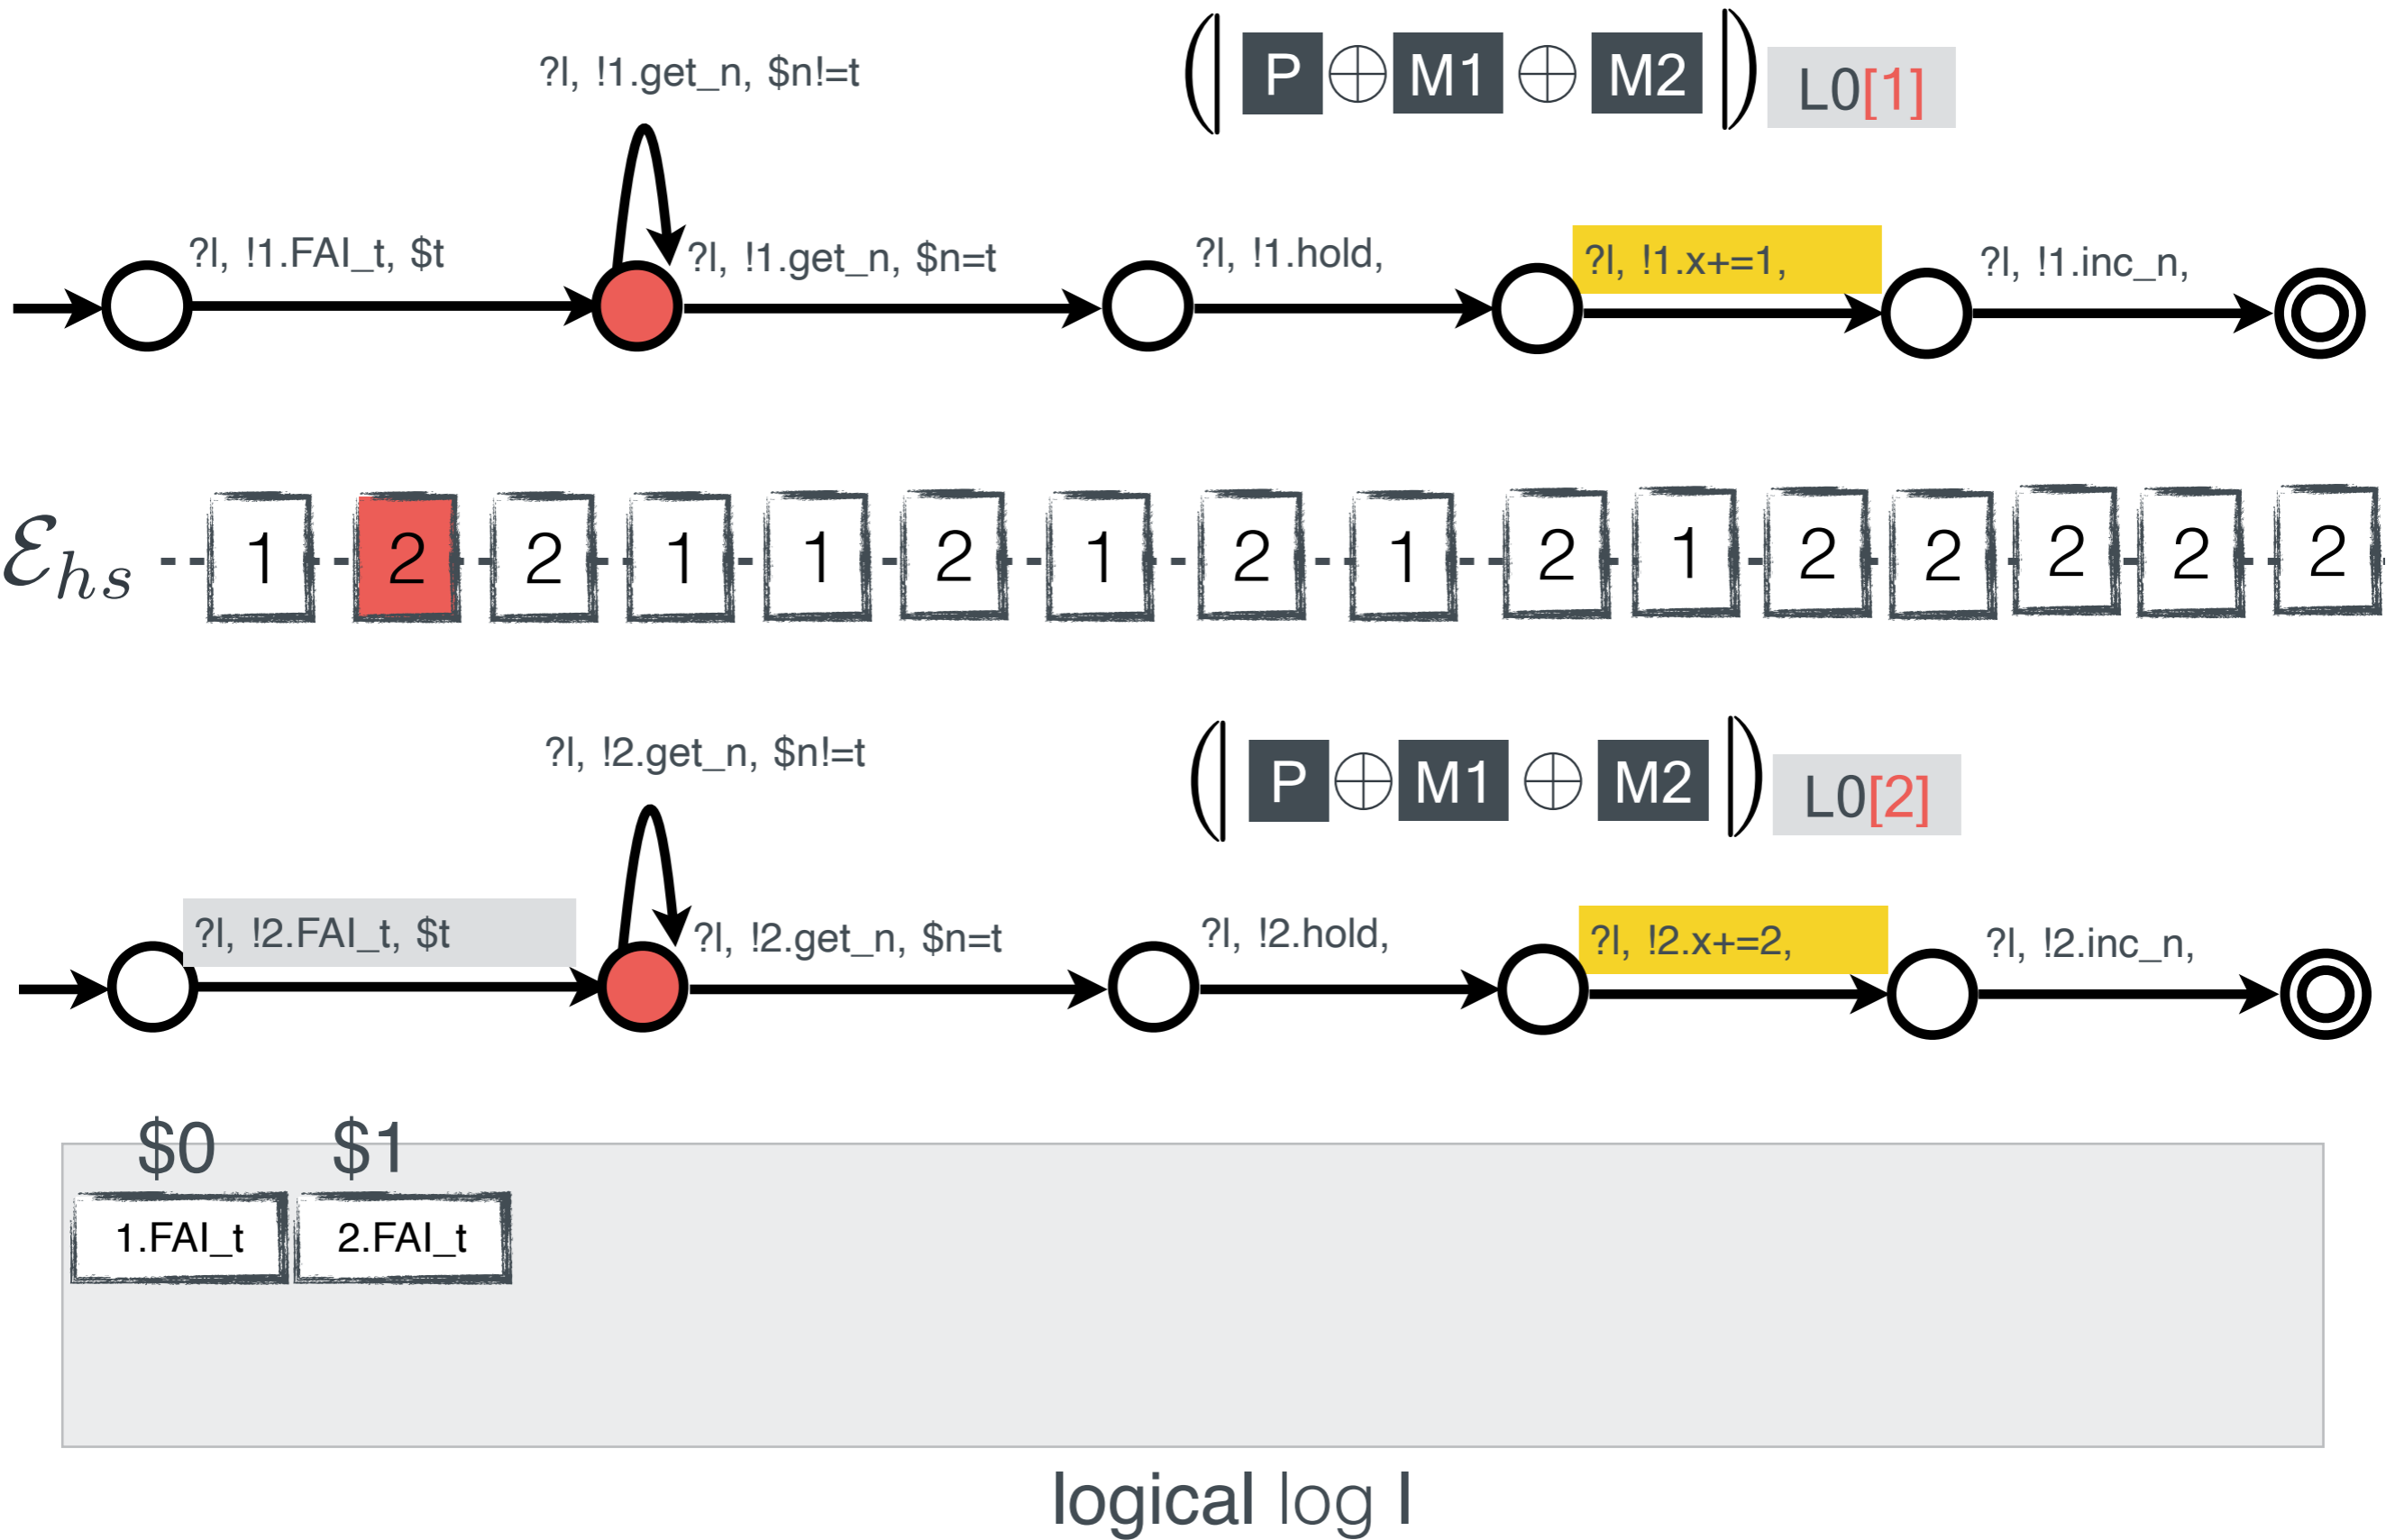 ?l, !1.get_n, $n!=t
( P ⊕ M1 ⊕ M2 ) L0[1]
?l, !1.FAI_t, $t
?l, !1.get_n, $n=t
?l, !1.hold,
?l, !1.x+=1,
?l, !1.inc_n,
ℰhs 1 2 2 1 1 2 1 2 1 2 1 2 2 2 2 2
?l, !2.get_n, $n!=t
( P ⊕ M1 ⊕ M2 ) L0[2]
?l, !2.FAI_t, $t
?l, !2.get_n, $n=t
?l, !2.hold,
?l, !2.x+=2,
?l, !2.inc_n,
$0 $1
1.FAI_t 2.FAI_t
logical log l